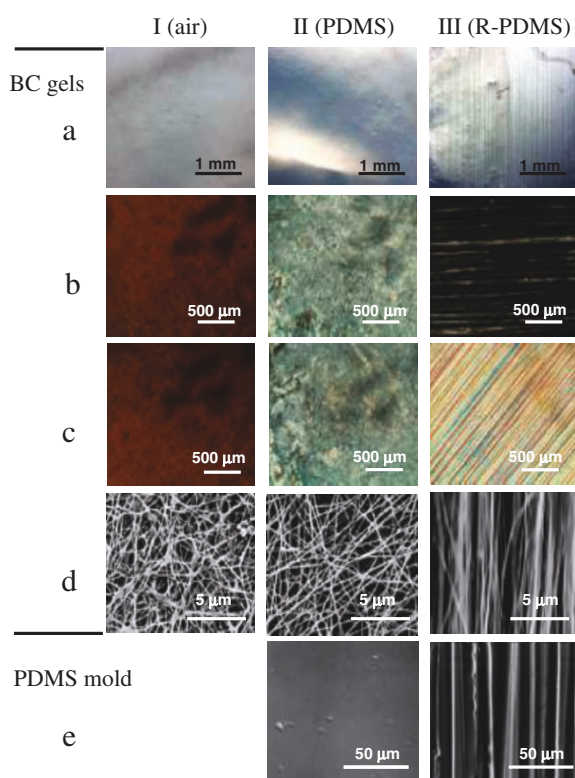 I (air) II (PDMS) III (R-PDMS)
BC gels
a
1 mm 1 mm 1 mm
b
500 µm 500 µm 500 µm
c
500 µm 500 µm 500 µm
d
5 µm 5 µm 5 µm
PDMS mold
e
50 µm 50 µm